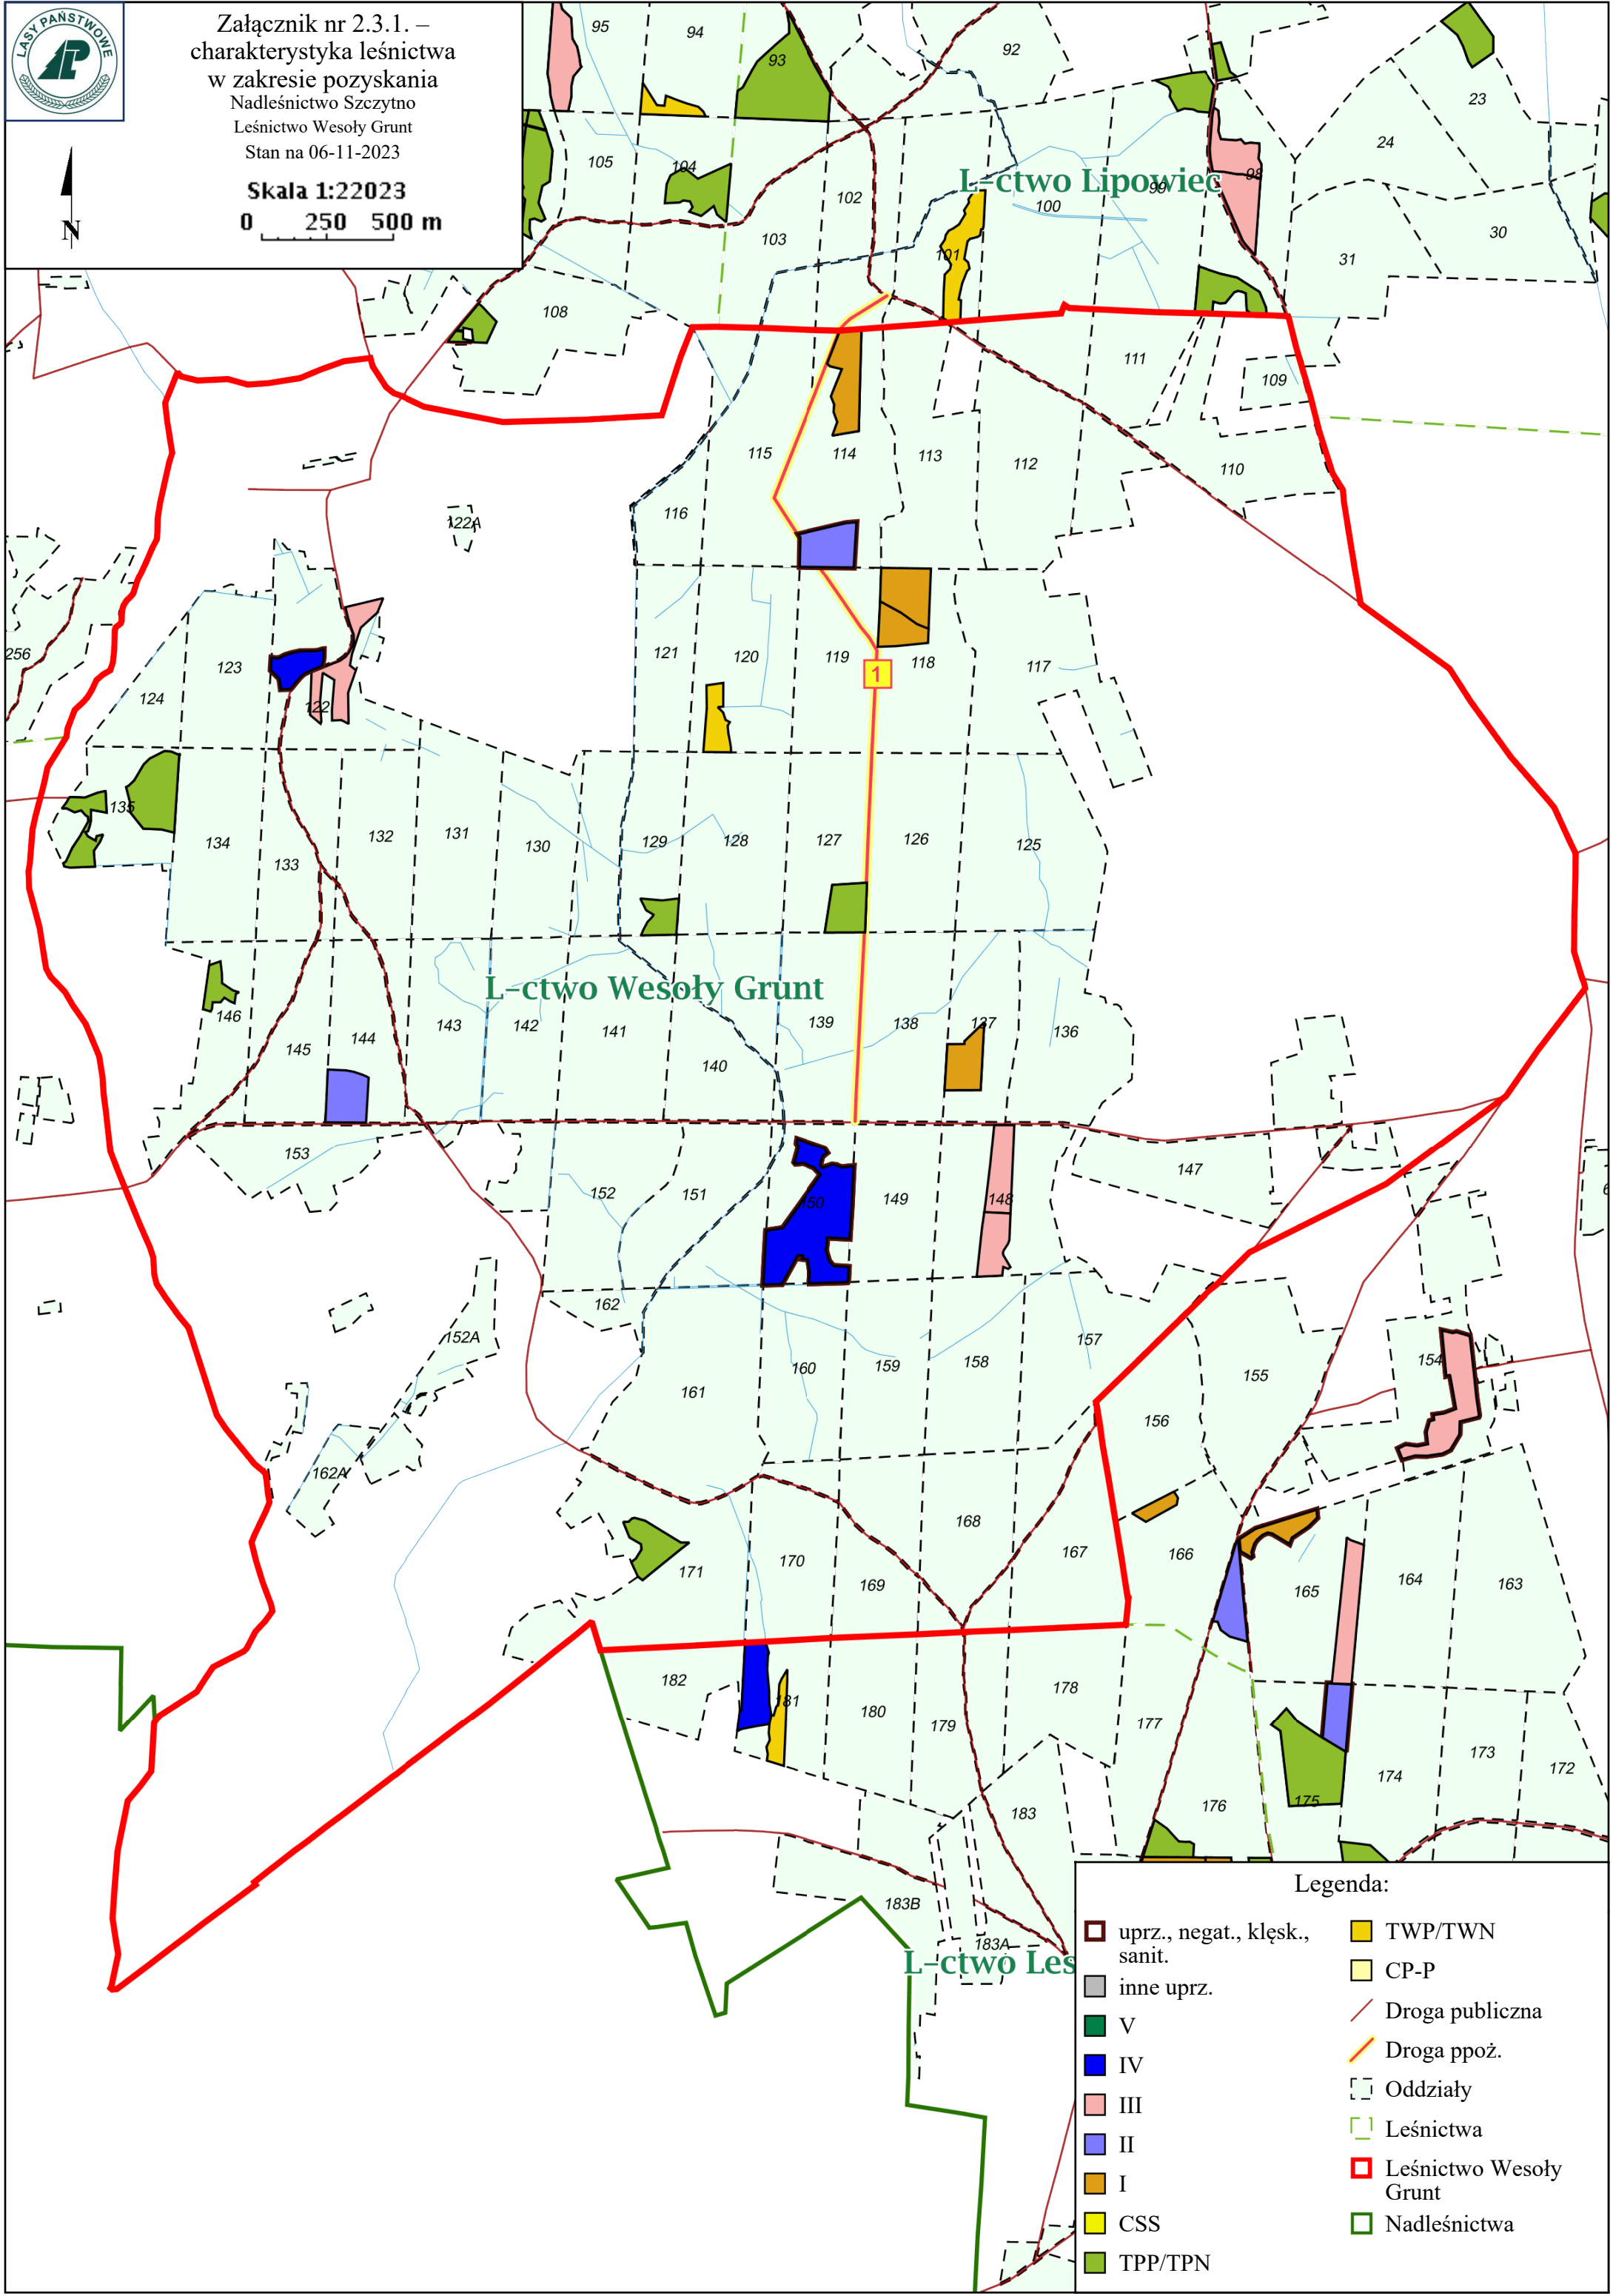 LASY PAŃSTWOWE
Załącznik nr 2.3.1. –
charakterystyka leśnictwa
w zakresie pozyskania
Nadleśnictwo Szczytno
Leśnictwo Wesoły Grunt
Stan na 06-11-2023
Skala 1:22023
0 250 500 m
N
95 94 93 92
23
24
105 104 102
L-ctwo Lipowiec
99 98
100
103 101
30
31
108
111
109
115 114 113 112 110
116
122A
256
123
124
122
121 120 119 118 117
1
135
134
133
132 131 130 129 128 127 126 125
L-ctwo Wesoły Grunt
146
145 144 143 142 141 140 139 138 137 136
153
152 151 150 149 148 147
162
152A
161 160 159 158 157
156 155 154
162A
171 170 169 168 167 166 165 164 163
182 181 180 179 178 177
176 175 174 173 172
183
183B
183A
L-ctwo Les
Legenda:
uprz., negat., klęsk.,
sanit.
inne uprz.
V
IV
III
II
I
CSS
TPP/TPN
TWP/TWN
CP-P
Droga publiczna
Droga ppoż.
Oddziały
Leśnictwa
Leśnictwo Wesoły
Grunt
Nadleśnictwa